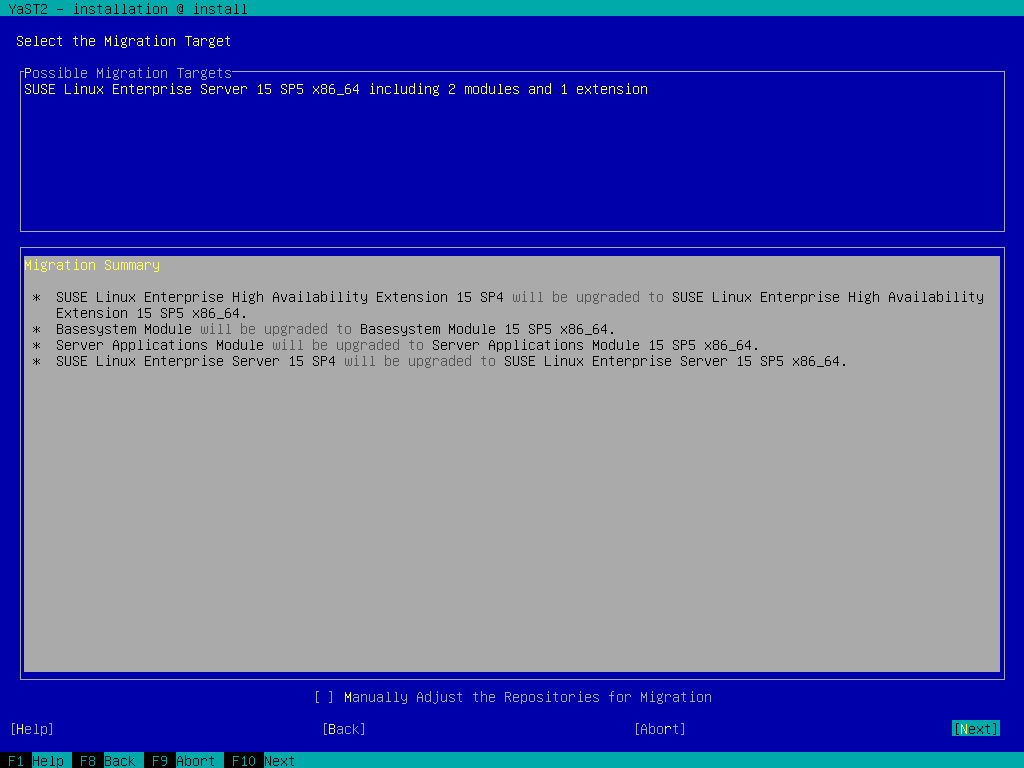 YaST2 - installation @ install
Select the Migration Target
Possible Migration Targets
SUSE Linux Enterprise Server 15 SP5 x86_64 including 2 modules and 1 extension
Migration Summary
* SUSE Linux Enterprise High Availability Extension 15 SP4 will be upgraded to SUSE Linux Enterprise High Availability
Extension 15 SP5 x86_64.
* Basesystem Module will be upgraded to Basesystem Module 15 SP5 x86_64.
* Server Applications Module will be upgraded to Server Applications Module 15 SP5 x86_64.
* SUSE Linux Enterprise Server 15 SP4 will be upgraded to SUSE Linux Enterprise Server 15 SP5 x86_64.
[ ] Manually Adjust the Repositories for Migration
[Help] [Back] [Abort] [Next]
F1 Help F8 Back F9 Abort F10 Next